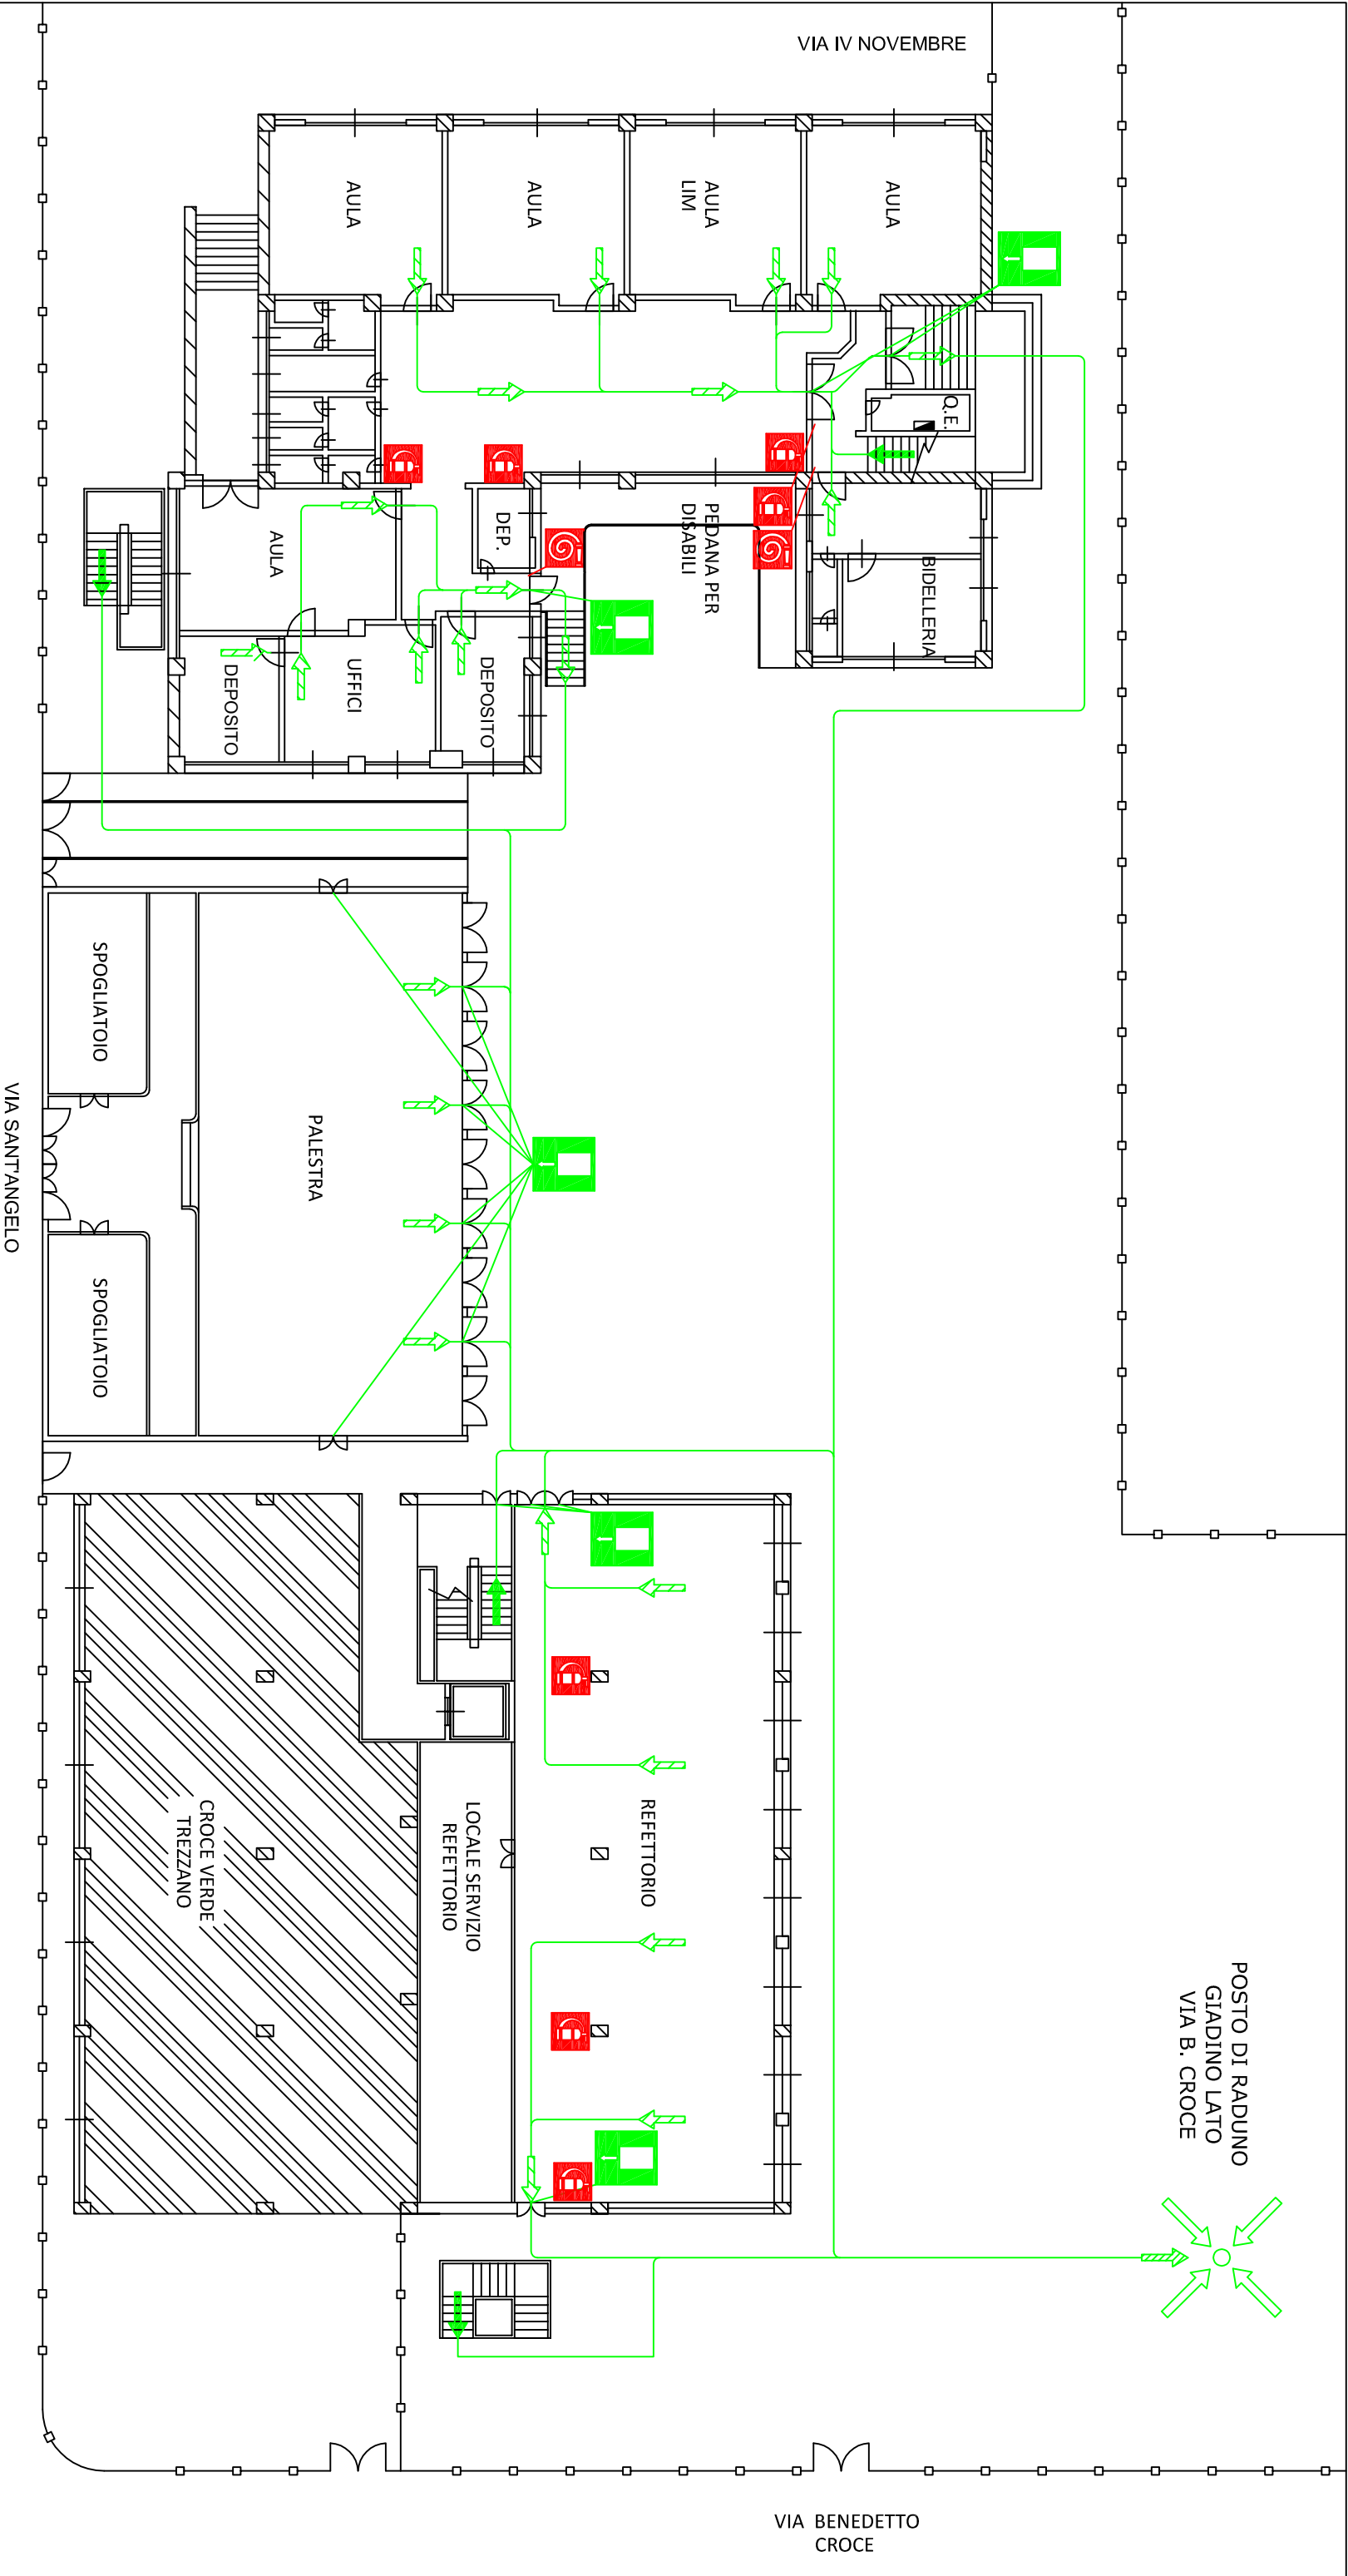 VIA IV NOVEMBRE
AULA
AULA
AULA
LIM
AULA
Q.E.
DEP.
PEDANA PER
DISABILI
BIDELLERIA
AULA
UFFICI
DEPOSITO
DEPOSITO
SPOGLIATOIO
PALESTRA
SPOGLIATOIO
VIA SANT'ANGELO
REFETTORIO
LOCALE SERVIZIO
REFETTORIO
CROCE VERDE
TREZZANO
POSTO DI RADUNO
GIADINO LATO
VIA B. CROCE
VIA BENEDETTO
CROCE